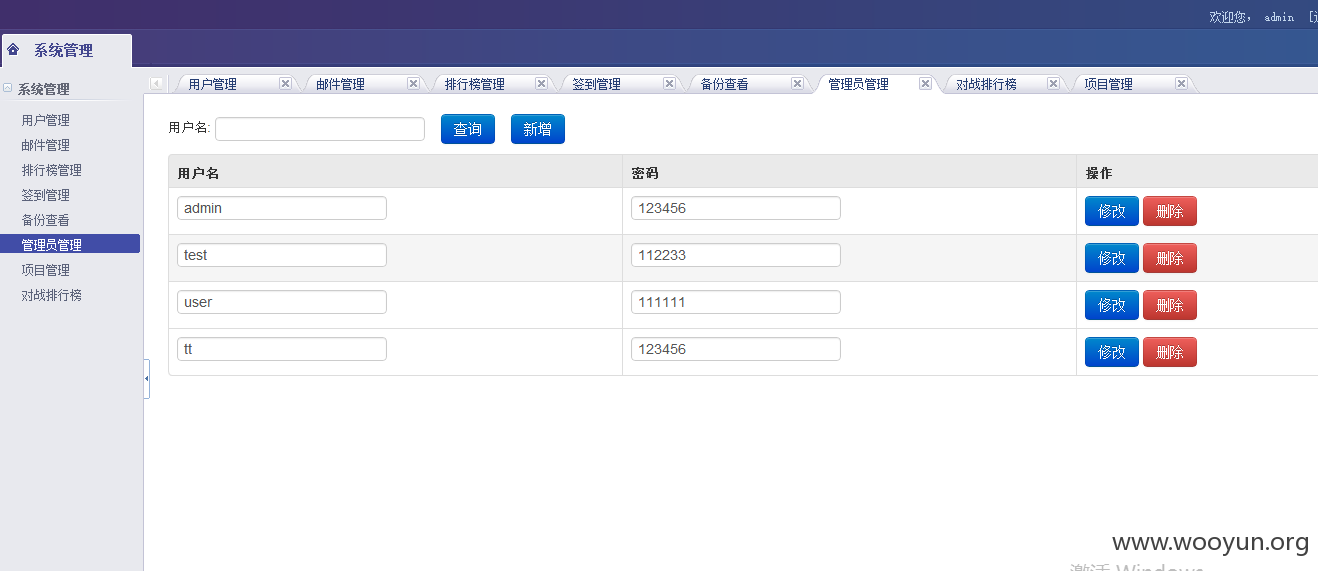 欢迎您， admin
系统管理
系统管理
用户管理
邮件管理
排行榜管理
签到管理
备份查看
管理员管理
项目管理
对战排行榜
用户管理 邮件管理 排行榜管理 签到管理 备份查看 管理员管理 对战排行榜 项目管理
用户名: 查询 新增
用户名 密码 操作
admin 123456 修改 删除
test 112233 修改 删除
user 111111 修改 删除
tt 123456 修改 删除
www.wooyun.org
激活 Windows